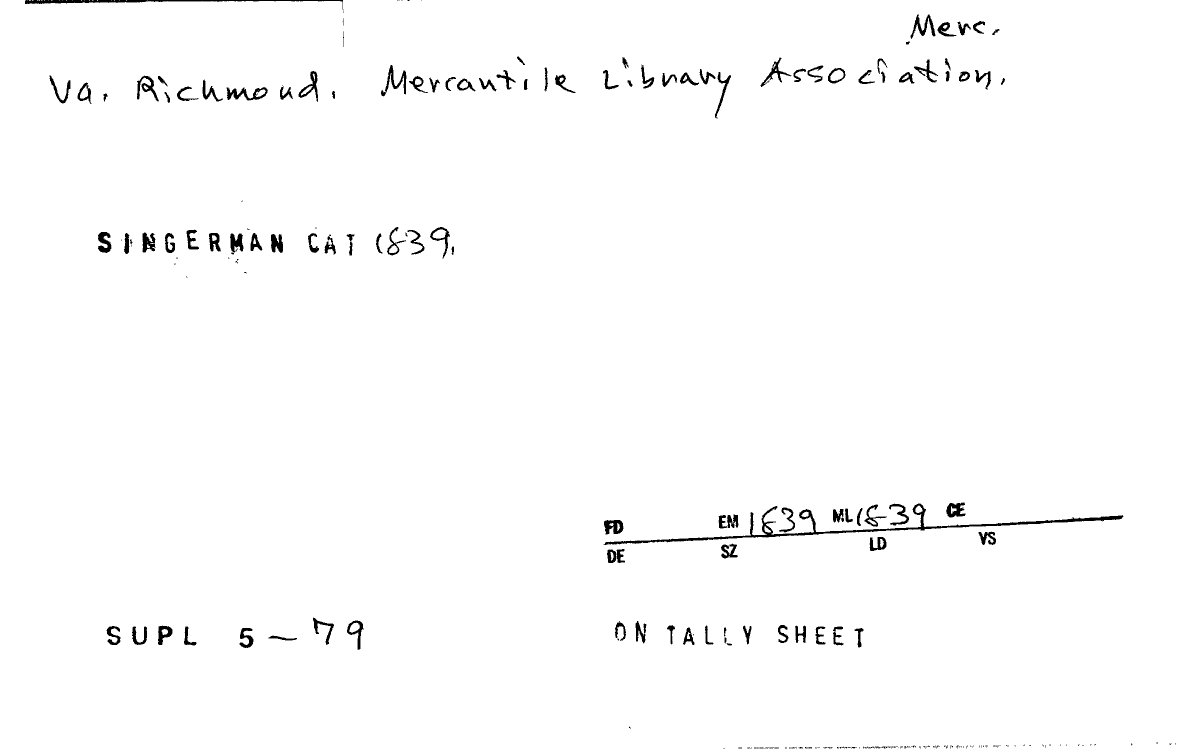 Merc.
Va. Richmond. Mercantile Library Association.
SINGERMAN CAT 1839.
FD EM 1839 ML 1839 CE
DE SZ LD VS
SUPL 5-79
ON TALLY SHEET